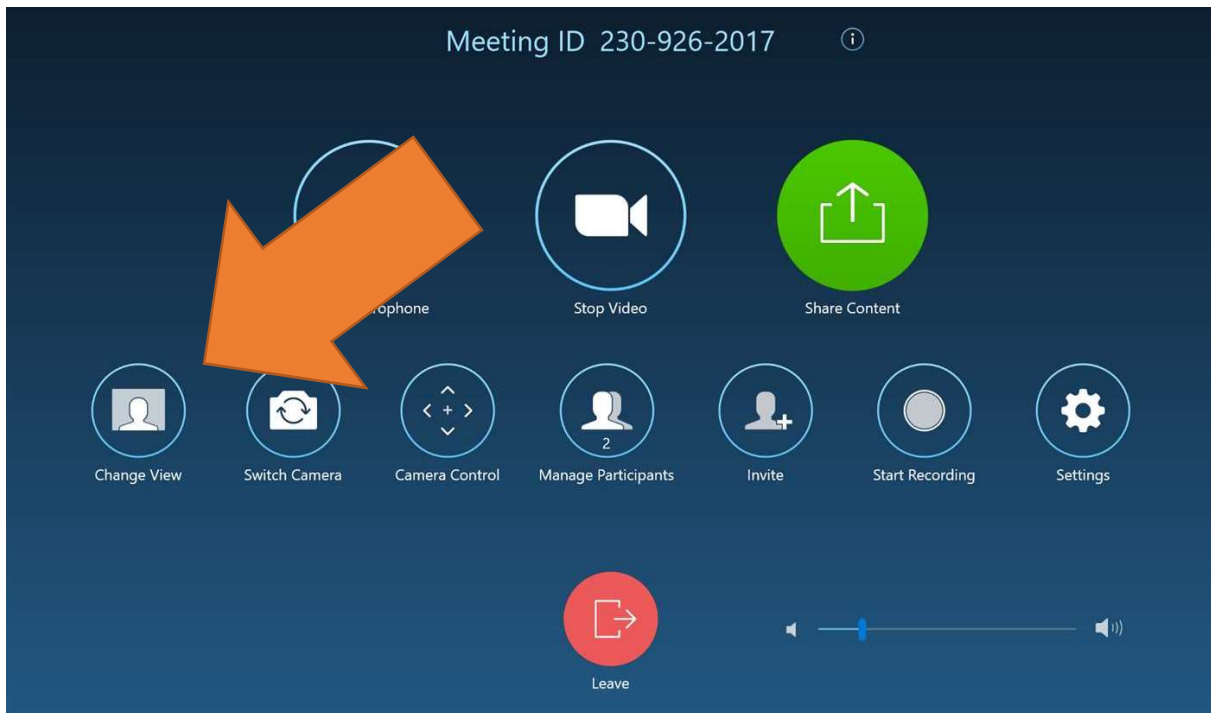 Meeting ID 230-926-2017
Stop Video
Share Content
2
Change View
Switch Camera
Camera Control
Manage Participants
Invite
Start Recording
Settings
Leave